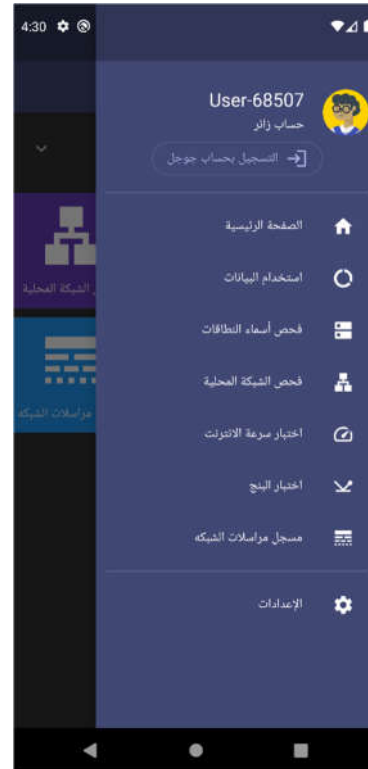 4:30
User-68507
حساب زائر
التسجيل بحساب جوجل
الصفحة الرئيسية
استخدام البيانات
فحص أسماء النطاقات
فحص الشبكة المحلية
اختبار سرعة الانترنت
اختبار البنج
مسجل مراسلات الشبكه
الإعدادات
الشبكة المحلية
مراسلات الشبكه